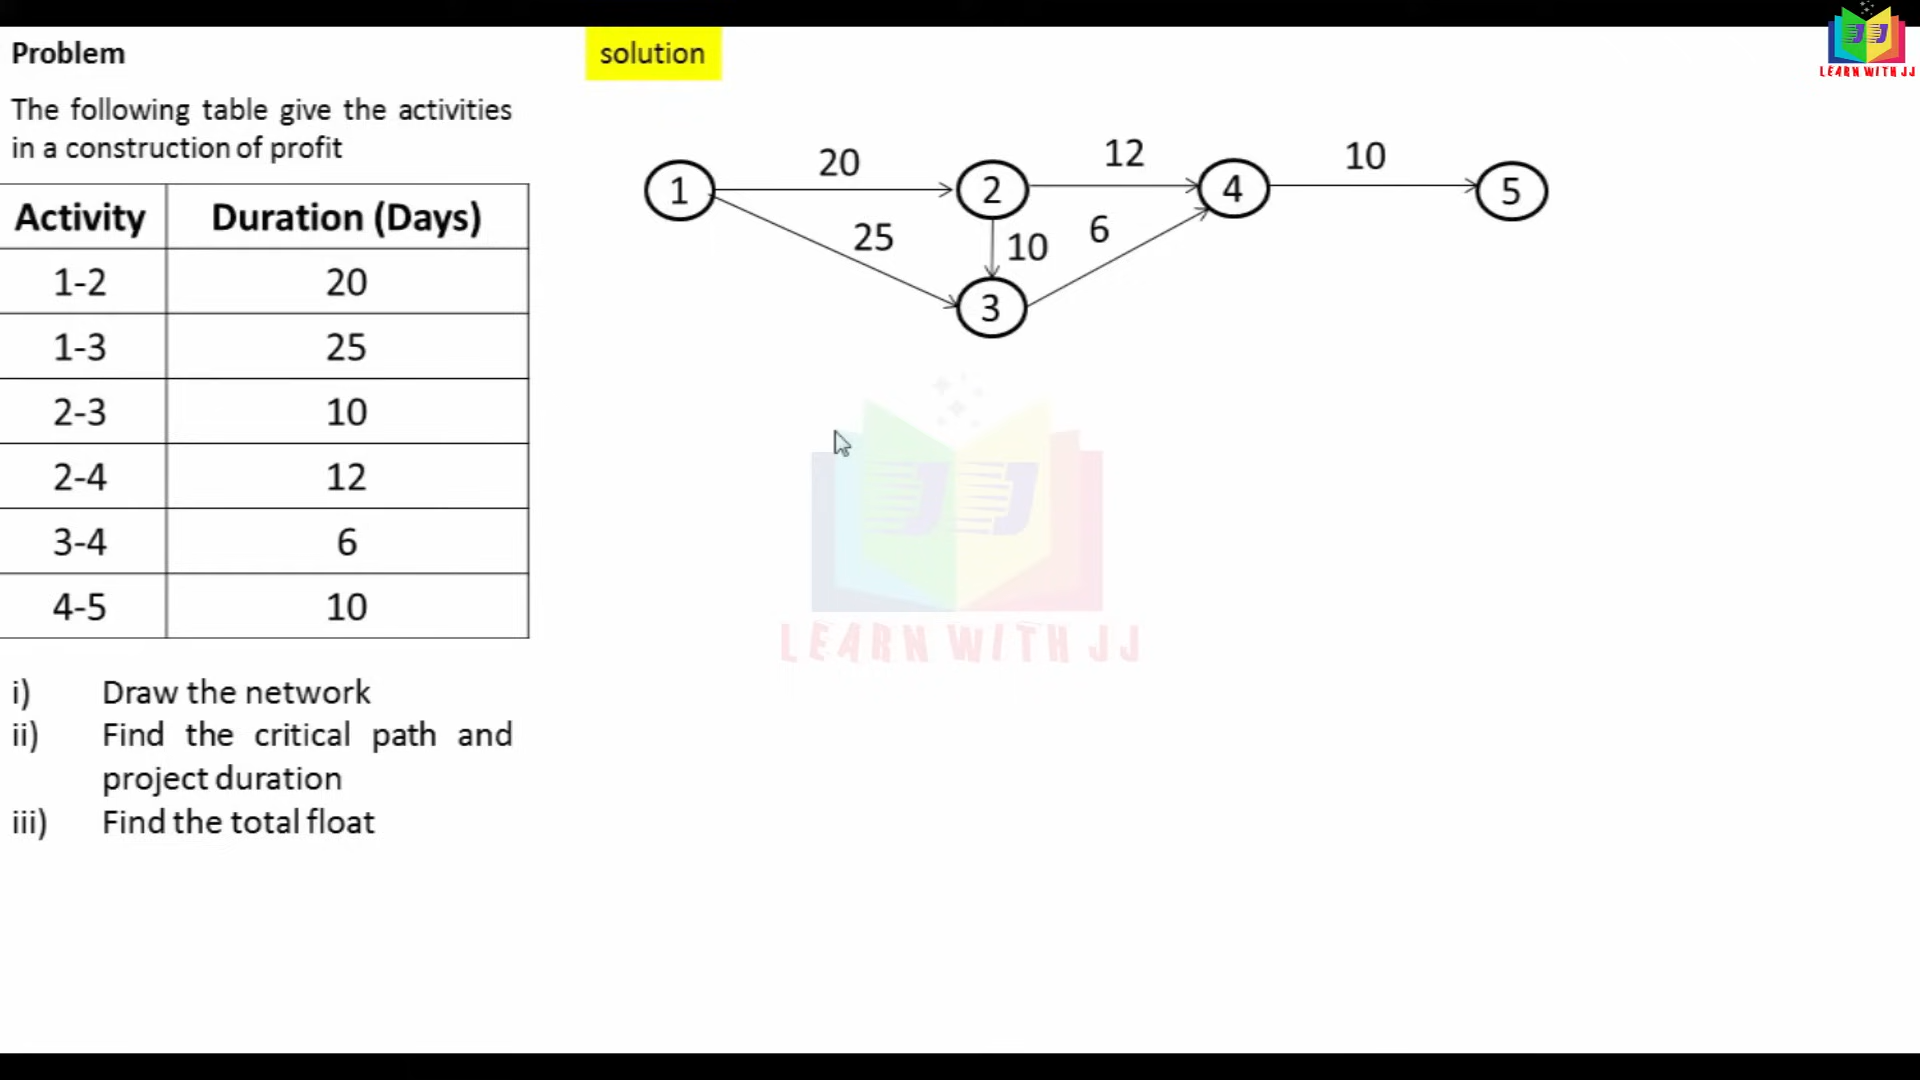 Problem
The following table give the activities
in a construction of profit
Activity Duration (Days)
1-2 20
1-3 25
2-3 10
2-4 12
3-4 6
4-5 10
i) Draw the network
ii) Find the critical path and
project duration
iii) Find the total float
solution
20 12 10
1 2 4 5
25 10 6
3
JJ
LEARN WITH JJ
JJ
LEARN WITH JJ